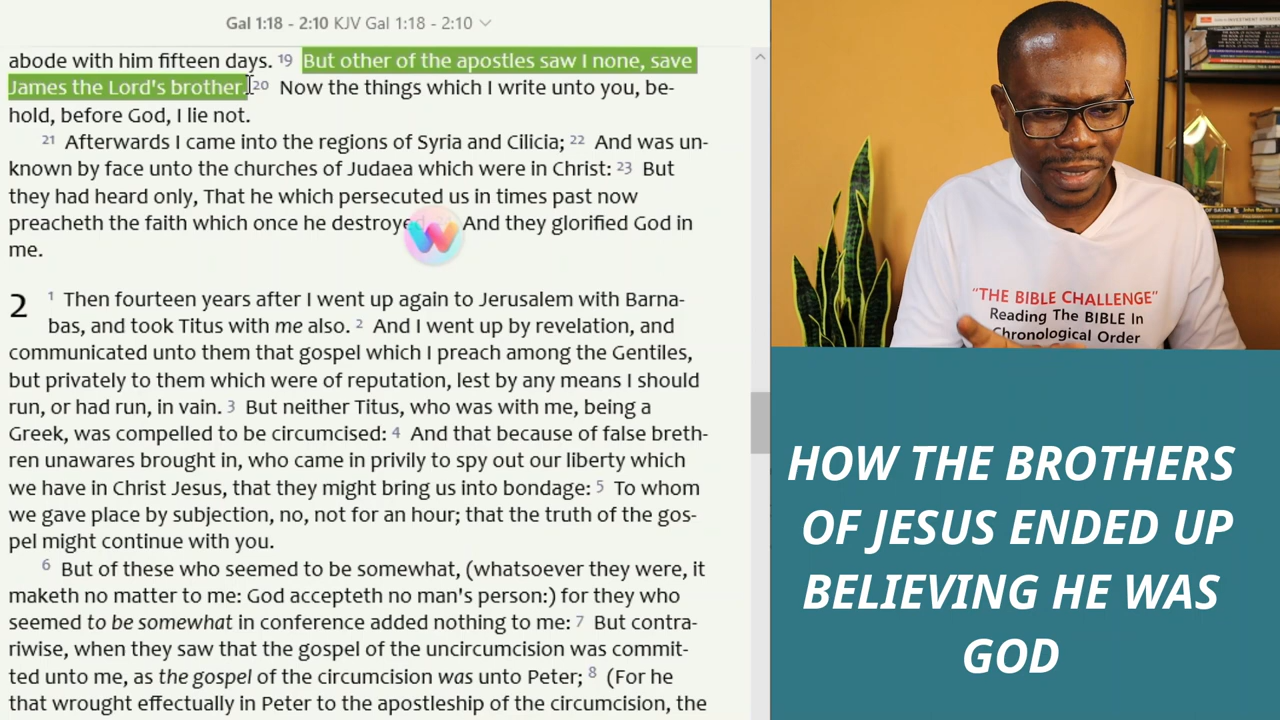 Gal 1:18 - 2:10 KJV Gal 1:18 - 2:10
abode with him fifteen days. 19 But other of the apostles saw I none, save
James the Lord's brother. 20 Now the things which I write unto you, be-
hold, before God, I lie not.
21 Afterwards I came into the regions of Syria and Cilicia; 22 And was un-
known by face unto the churches of Judaea which were in Christ: 23 But
they had heard only, That he which persecuted us in times past now
preacheth the faith which once he destroyed And they glorified God in
me.
2 1 Then fourteen years after I went up again to Jerusalem with Barna-
bas, and took Titus with me also. 2 And I went up by revelation, and
communicated unto them that gospel which I preach among the Gentiles,
but privately to them which were of reputation, lest by any means I should
run, or had run, in vain. 3 But neither Titus, who was with me, being a
Greek, was compelled to be circumcised: 4 And that because of false breth-
ren unawares brought in, who came in privily to spy out our liberty which
we have in Christ Jesus, that they might bring us into bondage: 5 To whom
we gave place by subjection, no, not for an hour; that the truth of the gos-
pel might continue with you.
6 But of these who seemed to be somewhat, (whatsoever they were, it
maketh no matter to me: God accepteth no man's person:) for they who
seemed to be somewhat in conference added nothing to me: 7 But contra-
riwise, when they saw that the gospel of the uncircumcision was commit-
ted unto me, as the gospel of the circumcision was unto Peter; 8 (For he
that wrought effectually in Peter to the apostleship of the circumcision, the
"THE BIBLE CHALLENGE"
Reading The BIBLE In
Chronological Order
HOW THE BROTHERS
OF JESUS ENDED UP
BELIEVING HE WAS
GOD